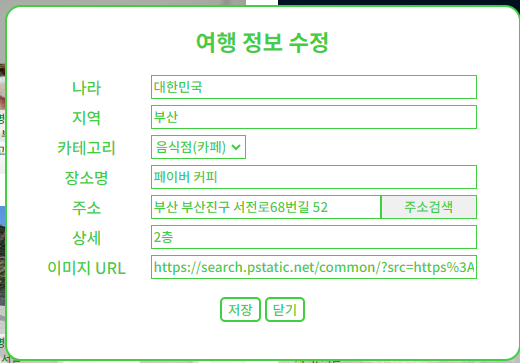 여행 정보 수정
나라 대한민국
지역 부산
카테고리 음식점(카페)
장소명 페이버 커피
주소 부산 부산진구 서전로68번길 52 주소검색
상세 2층
이미지 URL https://search.pstatic.net/common/?src=https%3A
저장 닫기